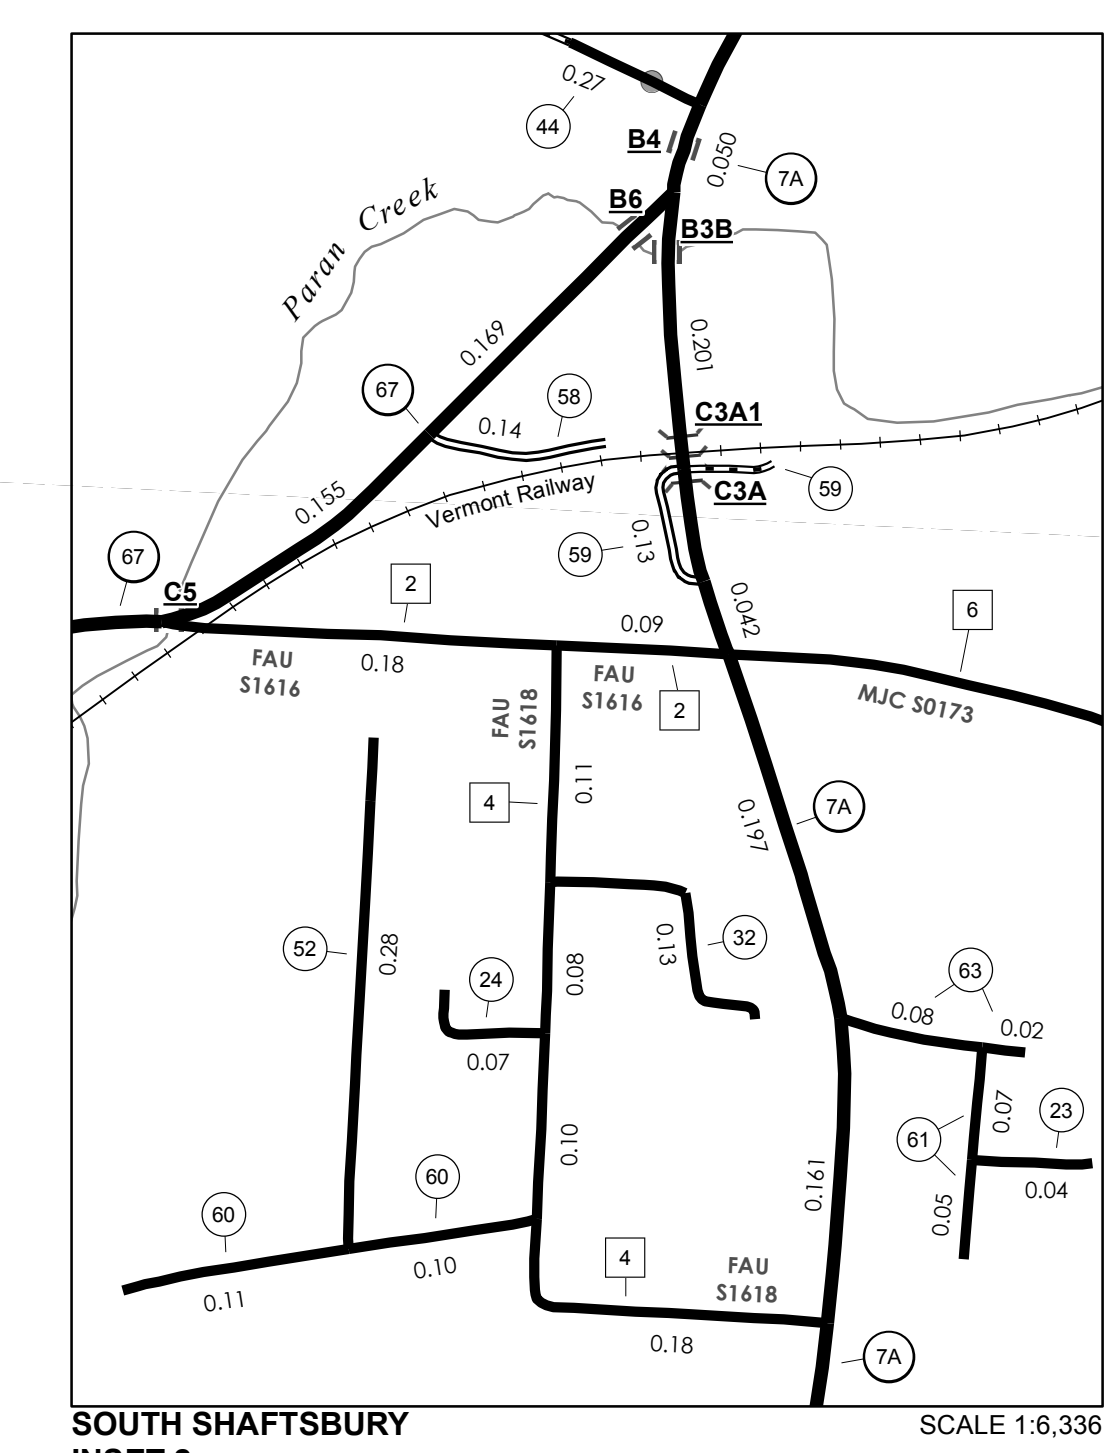 0.27
44
B4
0.050
7A
Paran Creek
B6
B3B
0.169
0.201
67
58
0.14
C3A1
0.155
Vermont Railway
C3A
59
59
0.13
67
C5
2
0.042
0.09
6
FAU
S1616
0.18
FAU
S1618
FAU
S1616
2
MJC S0173
4
0.11
0.197
7A
52
0.28
0.13
32
24
0.08
63
0.08
0.02
0.07
0.10
0.07
23
61
0.04
0.05
60
60
0.161
0.10
0.11
4
FAU
S1618
0.18
7A
SOUTH SHAFTSBURY
SCALE 1:6,336